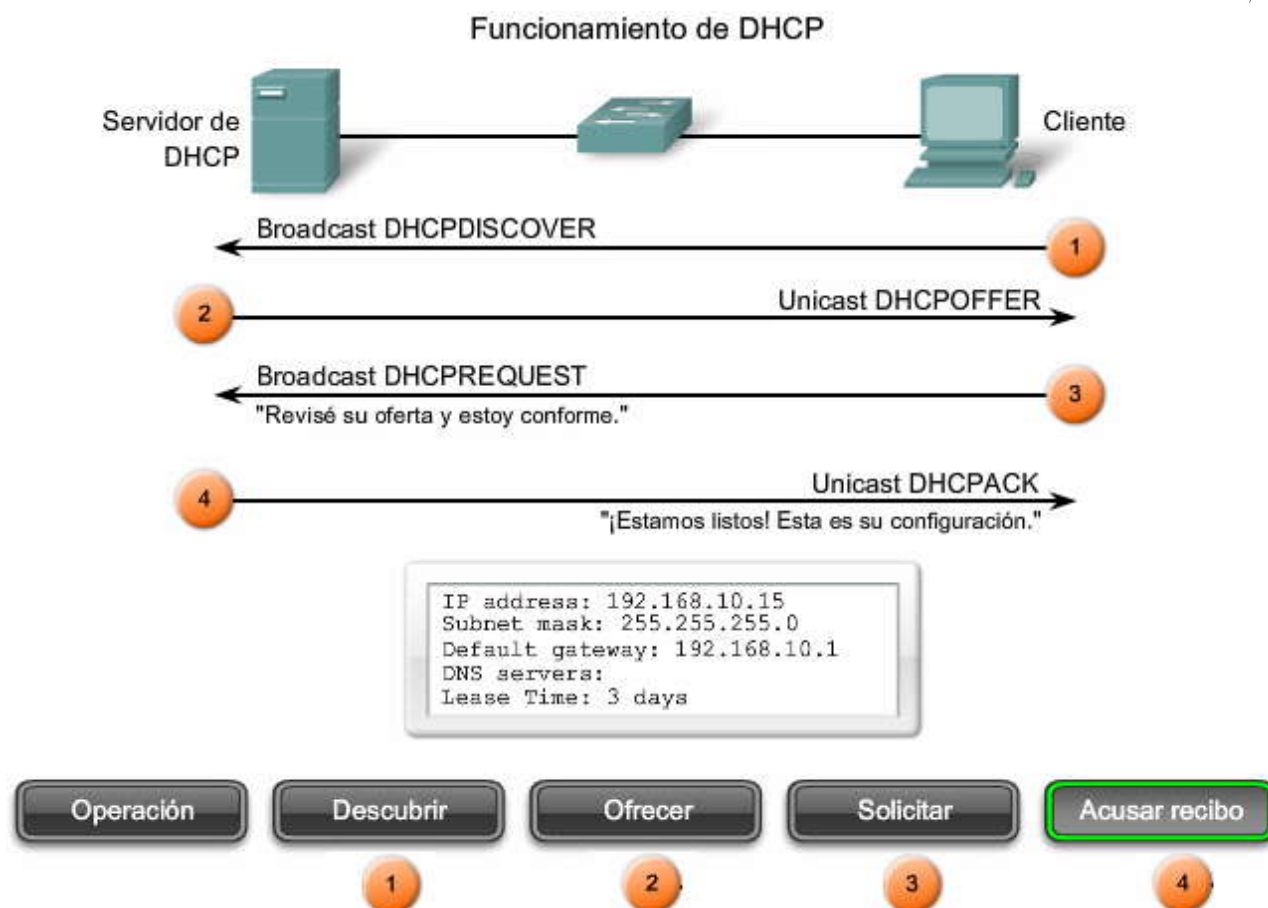 Funcionamiento de DHCP
Servidor de
DHCP
Cliente
Broadcast DHCPDISCOVER
1
2
Unicast DHCPOFFER
Broadcast DHCPREQUEST
3
"Revisé su oferta y estoy conforme."
4
Unicast DHCPACK
"¡Estamos listos! Esta es su configuración."
IP address: 192.168.10.15
Subnet mask: 255.255.255.0
Default gateway: 192.168.10.1
DNS servers:
Lease Time: 3 days
Operación
Descubrir
Ofrecer
Solicitar
Acusar recibo
1
2
3
4